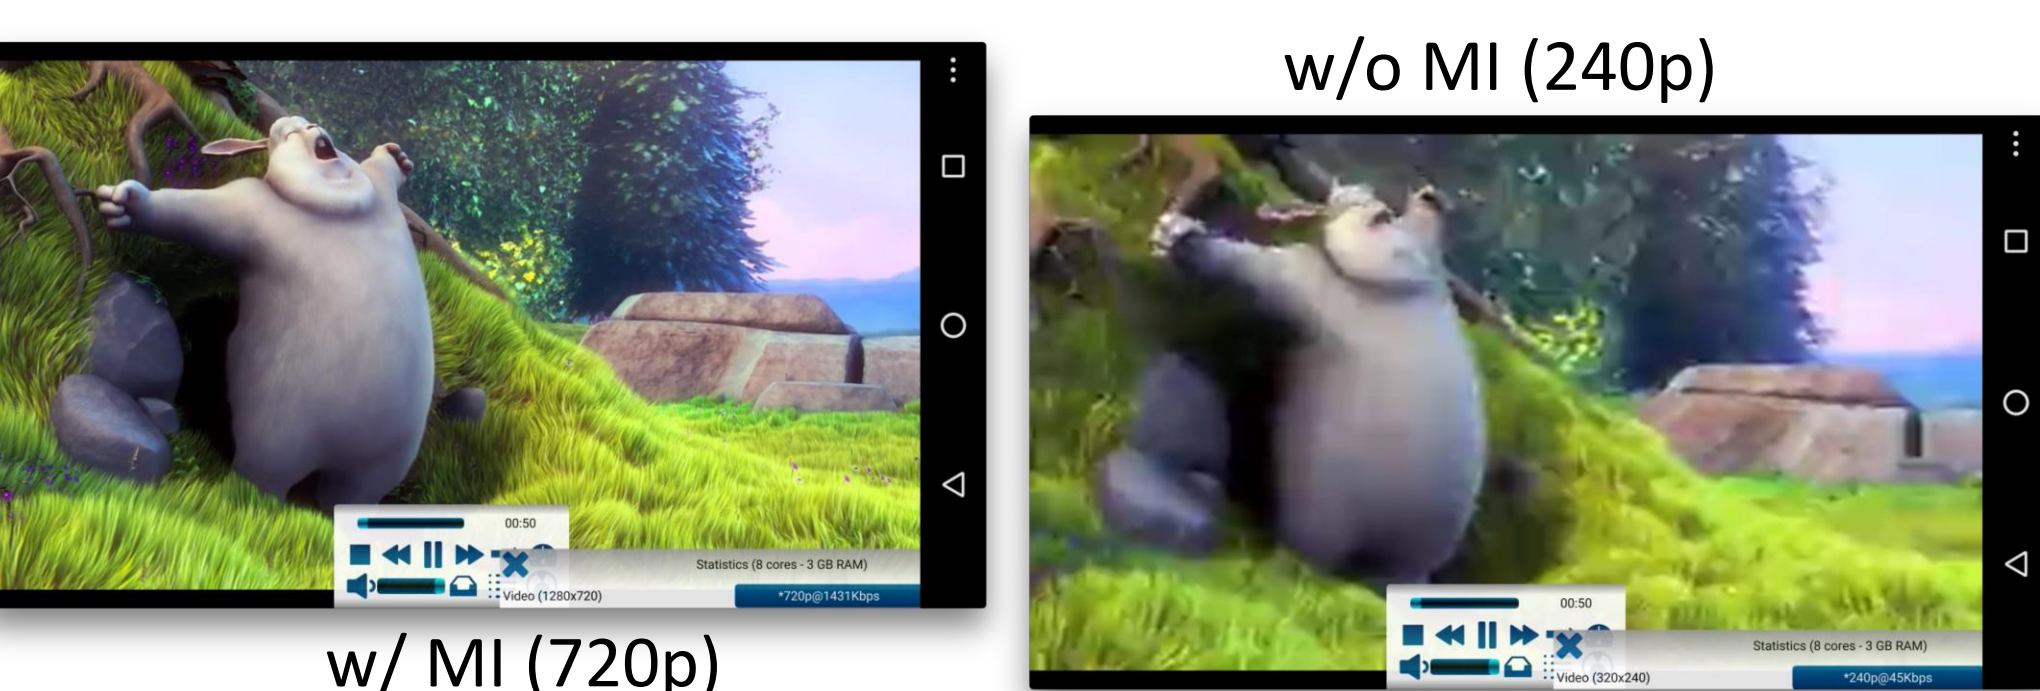 w/o MI (240p)
00:50
Statistics (8 cores - 3 GB RAM)
Video (1280x720)
*720p@1431Kbps
w/ MI (720p)
00:50
Statistics (8 cores - 3 GB RAM)
Video (320x240)
*240p@45Kbps